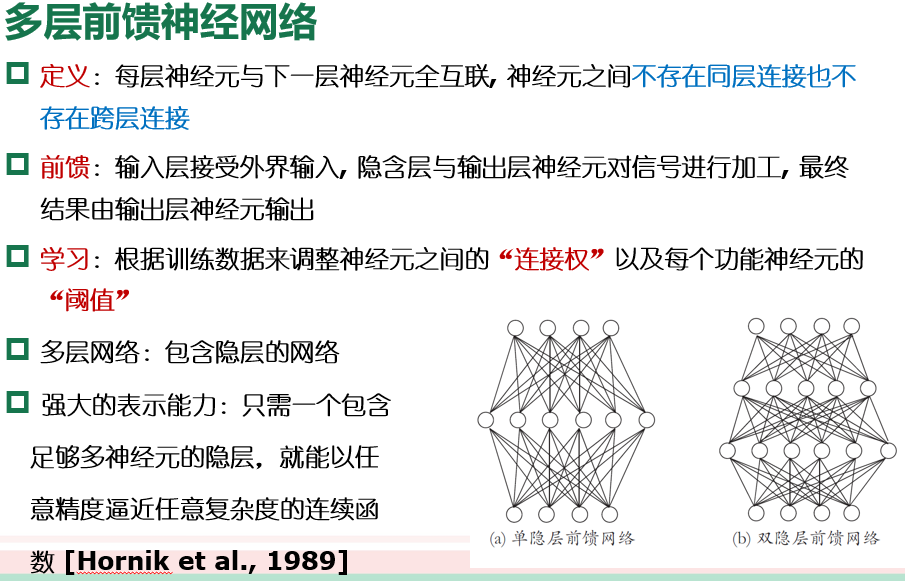 多层前馈神经网络
定义：每层神经元与下一层神经元全互联, 神经元之间不存在同层连接也不
存在跨层连接
前馈：输入层接受外界输入, 隐含层与输出层神经元对信号进行加工, 最终
结果由输出层神经元输出
学习：根据训练数据来调整神经元之间的“连接权”以及每个功能神经元的
“阈值”
多层网络：包含隐层的网络
强大的表示能力：只需一个包含
足够多神经元的隐层，就能以任
意精度逼近任意复杂度的连续函
数 [Hornik et al., 1989]
(a) 单隐层前馈网络
(b) 双隐层前馈网络